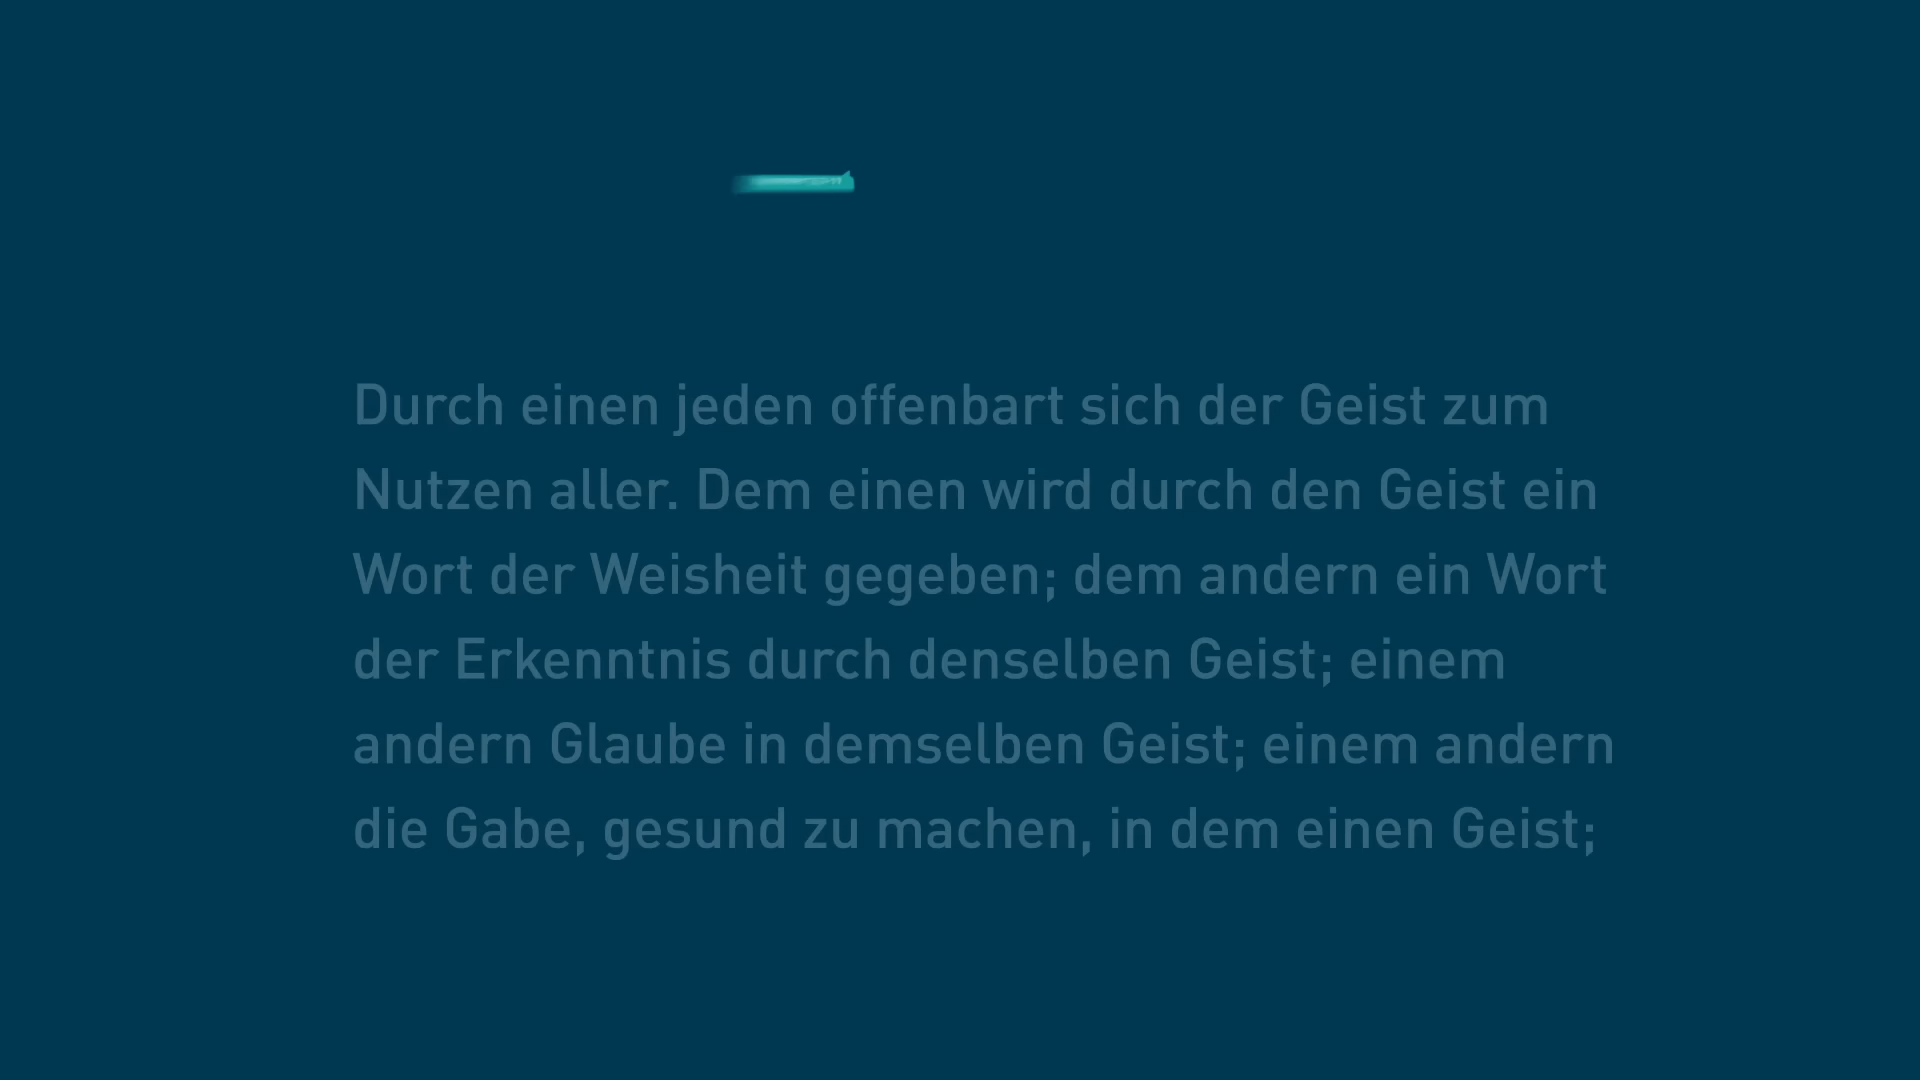 Durch einen jeden offenbart sich der Geist zum
Nutzen aller. Dem einen wird durch den Geist ein
Wort der Weisheit gegeben; dem andern ein Wort
der Erkenntnis durch denselben Geist; einem
andern Glaube in demselben Geist; einem andern
die Gabe, gesund zu machen, in dem einen Geist;